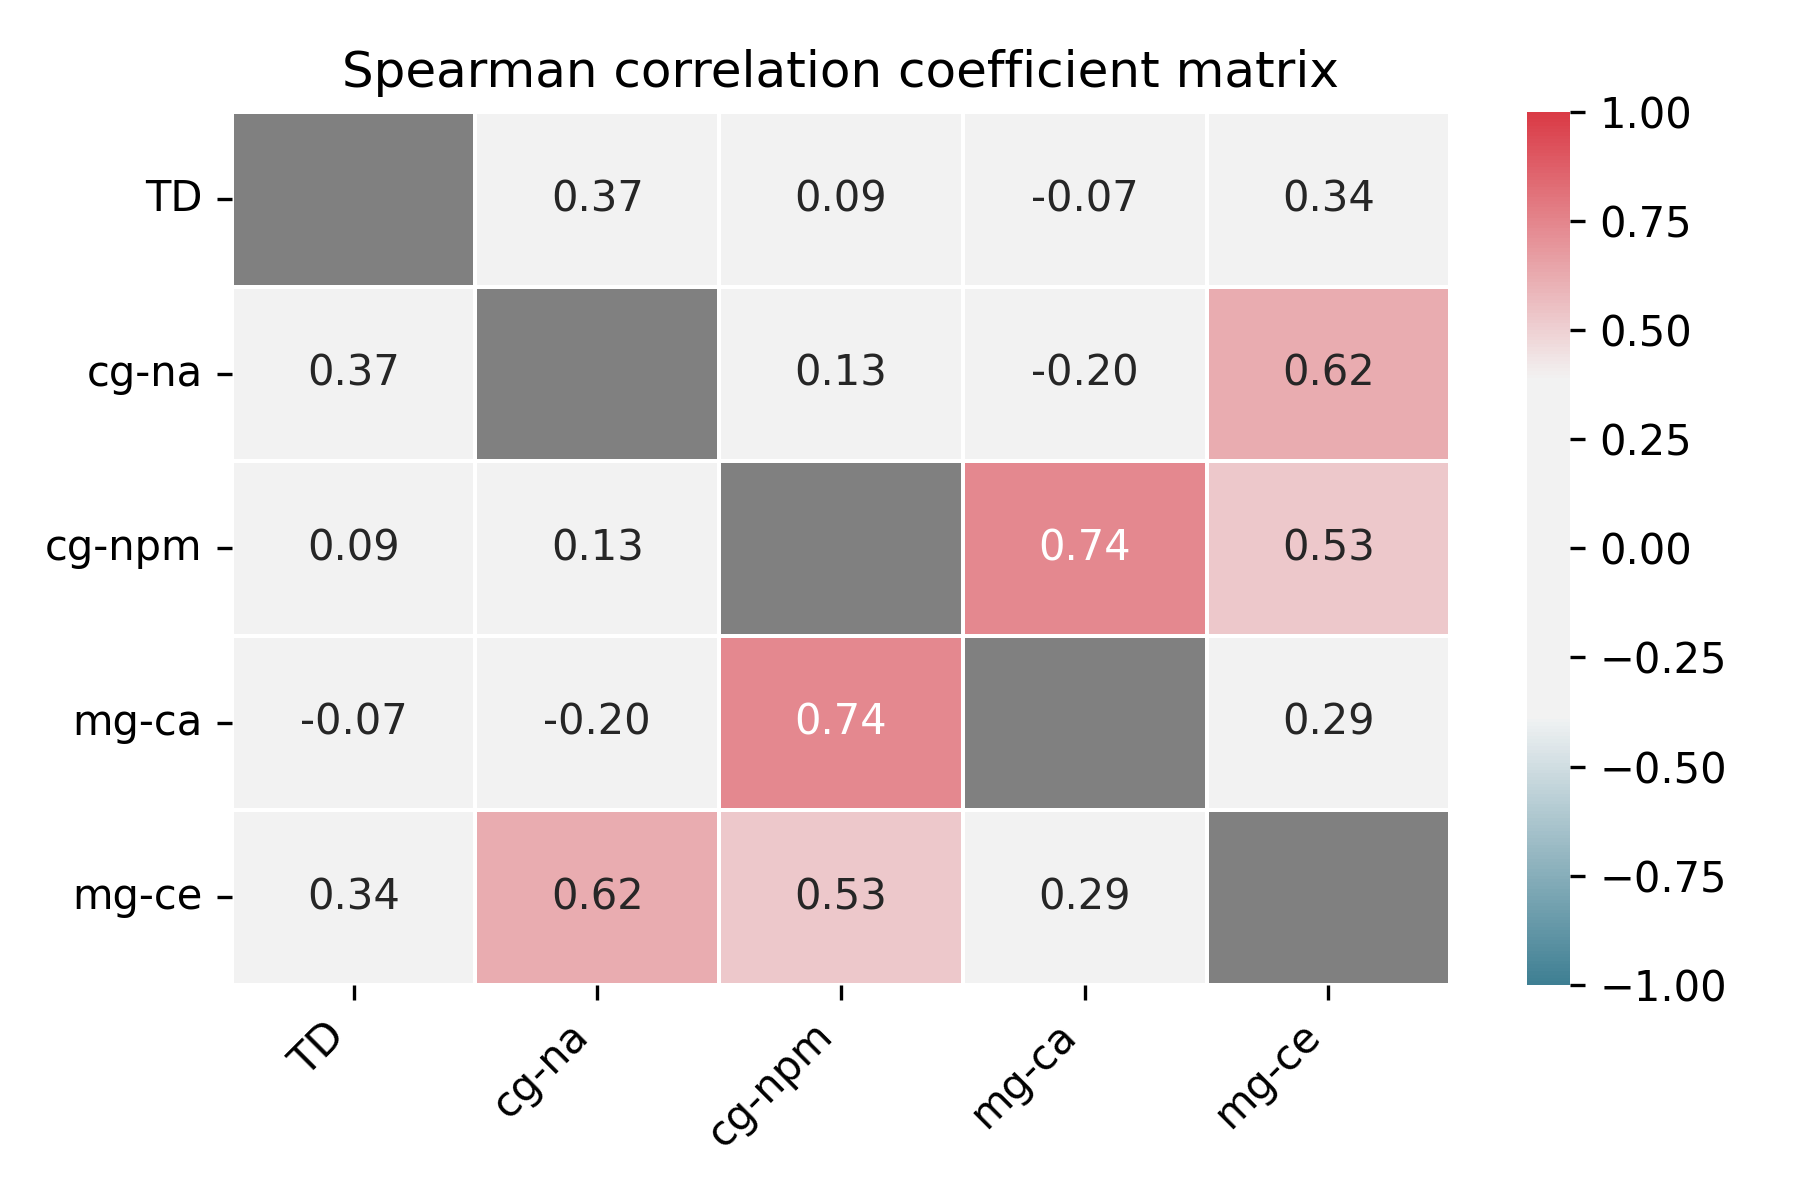 Spearman correlation coefficient matrix
TD 0.37 0.09 -0.07 0.34
cg-na 0.37 0.13 -0.20 0.62
cg-npm 0.09 0.13 0.74 0.53
mg-ca -0.07 -0.20 0.74 0.29
mg-ce 0.34 0.62 0.53 0.29
TD cg-na cg-npm mg-ca mg-ce
1.00
0.75
0.50
0.25
0.00
−0.25
−0.50
−0.75
−1.00